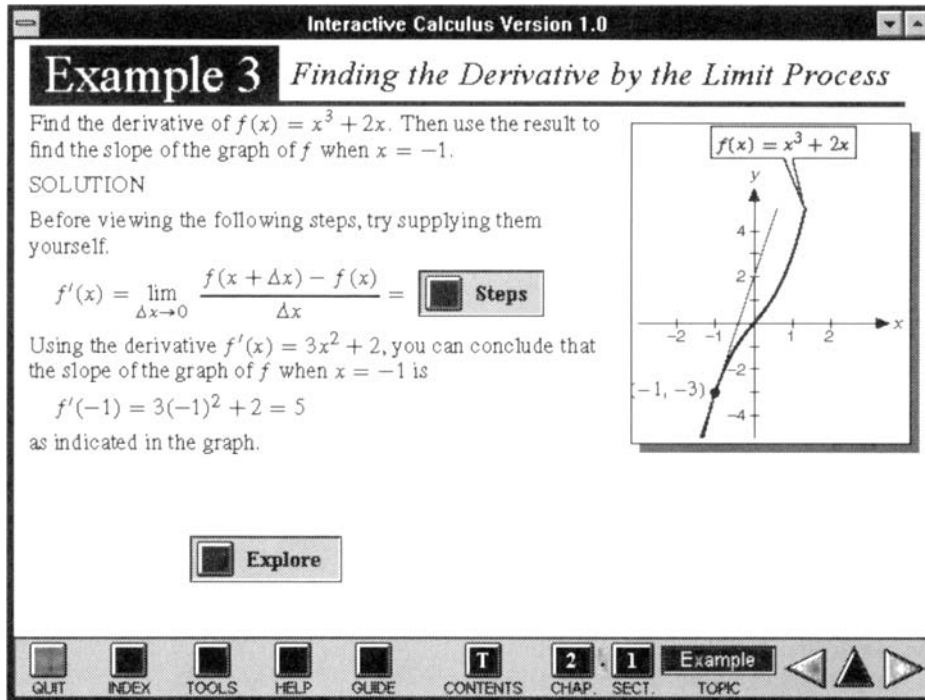 Interactive Calculus Version 1.0
Example 3 Finding the Derivative by the Limit Process
Find the derivative of f(x) = x³ + 2x. Then use the result to
find the slope of the graph of f when x = −1.
SOLUTION
Before viewing the following steps, try supplying them
yourself.
f′(x) = lim Δx→0 f(x + Δx) − f(x) / Δx = Steps
Using the derivative f′(x) = 3x² + 2, you can conclude that
the slope of the graph of f when x = −1 is
f′(−1) = 3(−1)² + 2 = 5
as indicated in the graph.
f(x) = x³ + 2x
y
4
2
-2 -1 1 2 x
-2
(-1, -3)
-4
Explore
T 2 . 1 Example
QUIT INDEX TOOLS HELP GUIDE CONTENTS CHAP. SECT. TOPIC